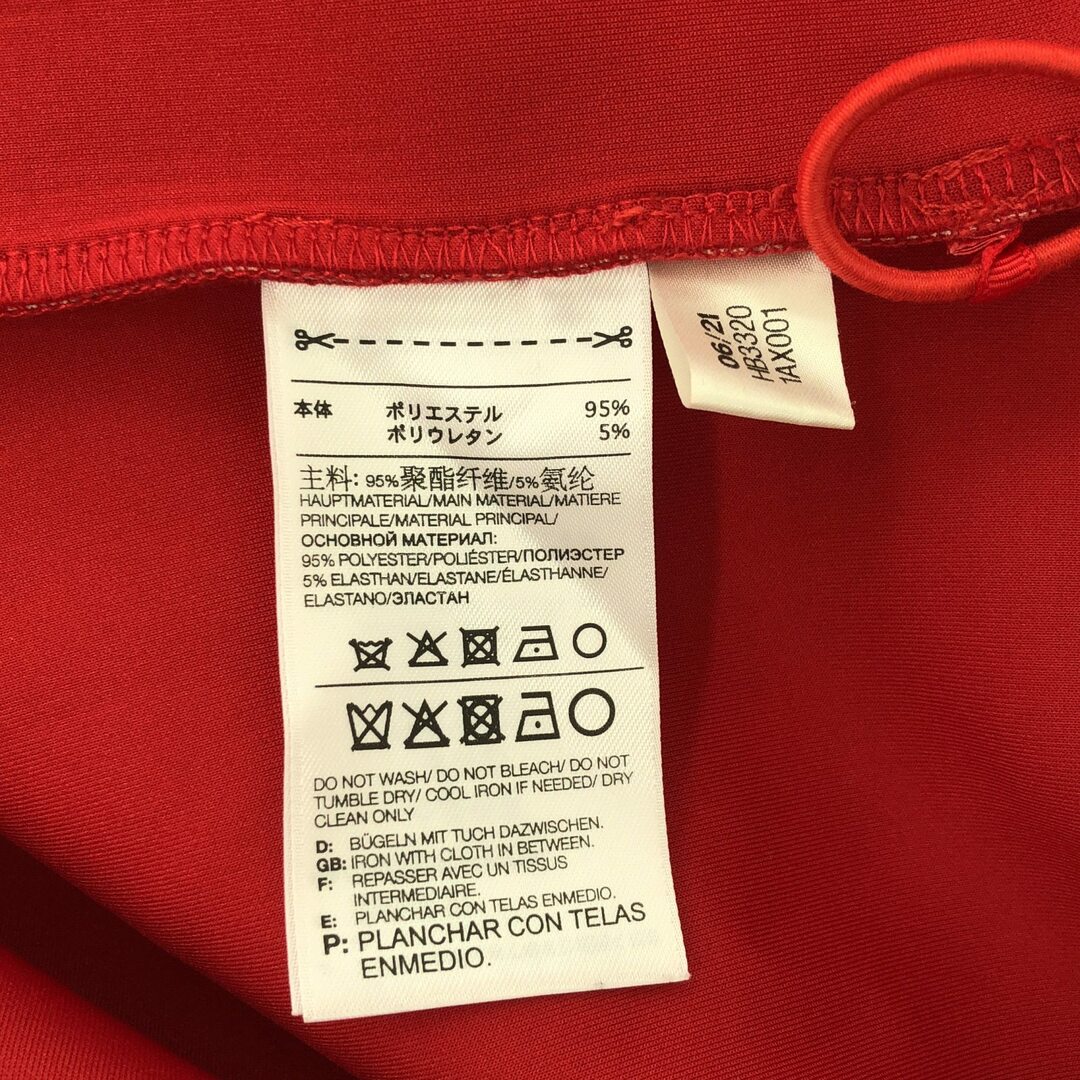 本体 ポリエステル 95%
ポリウレタン 5%
主料: 95%聚酯纤维/5%氨纶
HAUPTMATERIAL/MAIN MATERIAL/MATIERE
PRINCIPALE/MATERIAL PRINCIPAL/
ОСНОВНОЙ МАТЕРИАЛ:
95% POLYESTER/POLIÉSTER/ПОЛИЭСТЕР
5% ELASTHAN/ELASTANE/ÉLASTHANNE/
ELASTANO/ЭЛАСТАН
DO NOT WASH/ DO NOT BLEACH/ DO NOT
TUMBLE DRY/ COOL IRON IF NEEDED/ DRY
CLEAN ONLY
D: BÜGELN MIT TUCH DAZWISCHEN.
GB: IRON WITH CLOTH IN BETWEEN.
F: REPASSER AVEC UN TISSUS
INTERMEDIAIRE.
E: PLANCHAR CON TELAS ENMEDIO.
P: PLANCHAR CON TELAS
ENMEDIO.
06/21
HB3320
1AX001